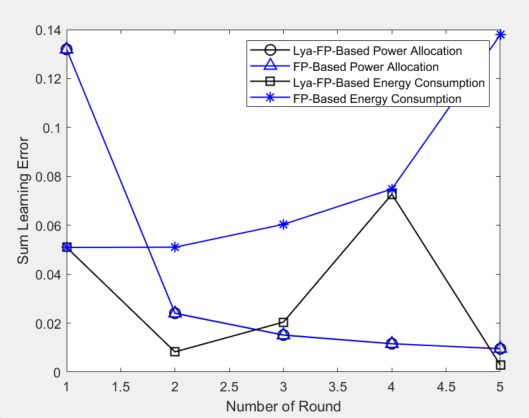 0.14
0.12
0.1
0.08
0.06
0.04
0.02
0
Sum Learning Error
Lya-FP-Based Power Allocation
FP-Based Power Allocation
Lya-FP-Based Energy Consumption
FP-Based Energy Consumption
1 1.5 2 2.5 3 3.5 4 4.5 5
Number of Round